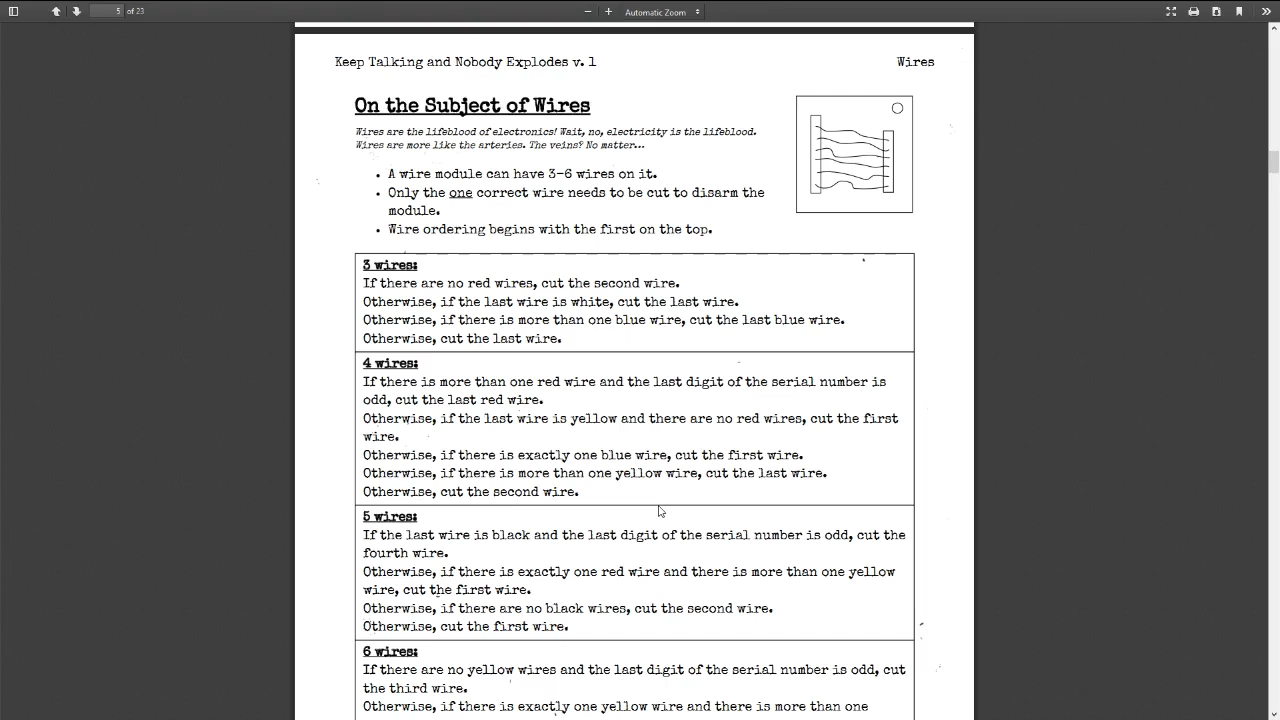 5 of 23
Automatic Zoom
Keep Talking and Nobody Explodes v. 1
Wires
On the Subject of Wires
Wires are the lifeblood of electronics! Wait, no, electricity is the lifeblood.
Wires are more like the arteries. The veins? No matter...
• A wire module can have 3-6 wires on it.
• Only the one correct wire needs to be cut to disarm the
module.
• Wire ordering begins with the first on the top.
3 wires:
If there are no red wires, cut the second wire.
Otherwise, if the last wire is white, cut the last wire.
Otherwise, if there is more than one blue wire, cut the last blue wire.
Otherwise, cut the last wire.
4 wires:
If there is more than one red wire and the last digit of the serial number is
odd, cut the last red wire.
Otherwise, if the last wire is yellow and there are no red wires, cut the first
wire.
Otherwise, if there is exactly one blue wire, cut the first wire.
Otherwise, if there is more than one yellow wire, cut the last wire.
Otherwise, cut the second wire.
5 wires:
If the last wire is black and the last digit of the serial number is odd, cut the
fourth wire.
Otherwise, if there is exactly one red wire and there is more than one yellow
wire, cut the first wire.
Otherwise, if there are no black wires, cut the second wire.
Otherwise, cut the first wire.
6 wires:
If there are no yellow wires and the last digit of the serial number is odd, cut
the third wire.
Otherwise, if there is exactly one yellow wire and there is more than one